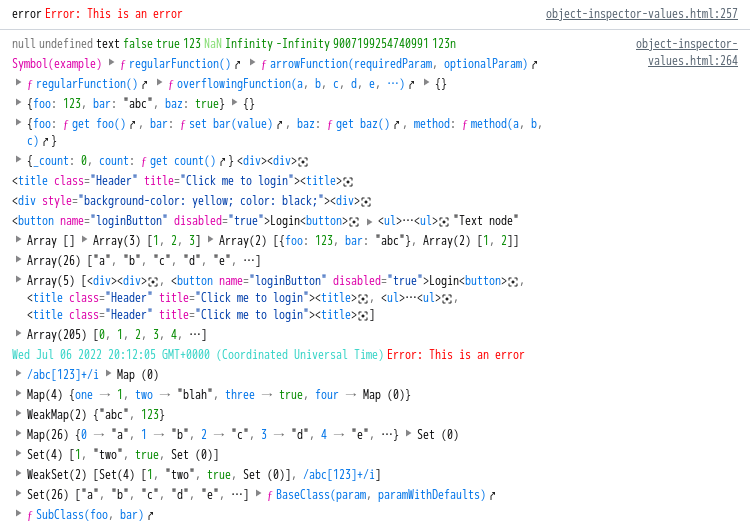 error Error: This is an error object-inspector-values.html:257
null undefined text false true 123 NaN Infinity -Infinity 9007199254740991 123n object-inspector-
Symbol(example) ▶ ƒ regularFunction() ▶ ƒ arrowFunction(requiredParam, optionalParam) values.html:264
▶ ƒ regularFunction() ▶ ƒ overflowingFunction(a, b, c, d, e, …) ▶ {}
▶ {foo: 123, bar: "abc", baz: true} ▶ {}
▶ {foo: ƒ get foo(), bar: ƒ set bar(value), baz: ƒ get baz(), method: ƒ method(a, b,
c)}
▶ {_count: 0, count: ƒ get count()} <div><div>
<title class="Header" title="Click me to login"><title>
<div style="background-color: yellow; color: black;"><div>
<button name="loginButton" disabled="true">Login<button> ▶ <ul>⋯<ul> "Text node"
▶ Array [] ▶ Array(3) [1, 2, 3] ▶ Array(2) [{foo: 123, bar: "abc"}, Array(2) [1, 2]]
▶ Array(26) ["a", "b", "c", "d", "e", …]
▶ Array(5) [<div><div>, <button name="loginButton" disabled="true">Login<button>,
<title class="Header" title="Click me to login"><title>, <ul>⋯<ul>,
<title class="Header" title="Click me to login"><title>]
▶ Array(205) [0, 1, 2, 3, 4, …]
Wed Jul 06 2022 20:12:05 GMT+0000 (Coordinated Universal Time) Error: This is an error
▶ /abc[123]+/i ▶ Map (0)
▶ Map(4) {one → 1, two → "blah", three → true, four → Map (0)}
▶ WeakMap(2) {"abc", 123}
▶ Map(26) {0 → "a", 1 → "b", 2 → "c", 3 → "d", 4 → "e", …} ▶ Set (0)
▶ Set(4) [1, "two", true, Set (0)]
▶ WeakSet(2) [Set(4) [1, "two", true, Set (0)], /abc[123]+/i]
▶ Set(26) ["a", "b", "c", "d", "e", …] ▶ ƒ BaseClass(param, paramWithDefaults)
▶ ƒ SubClass(foo, bar)